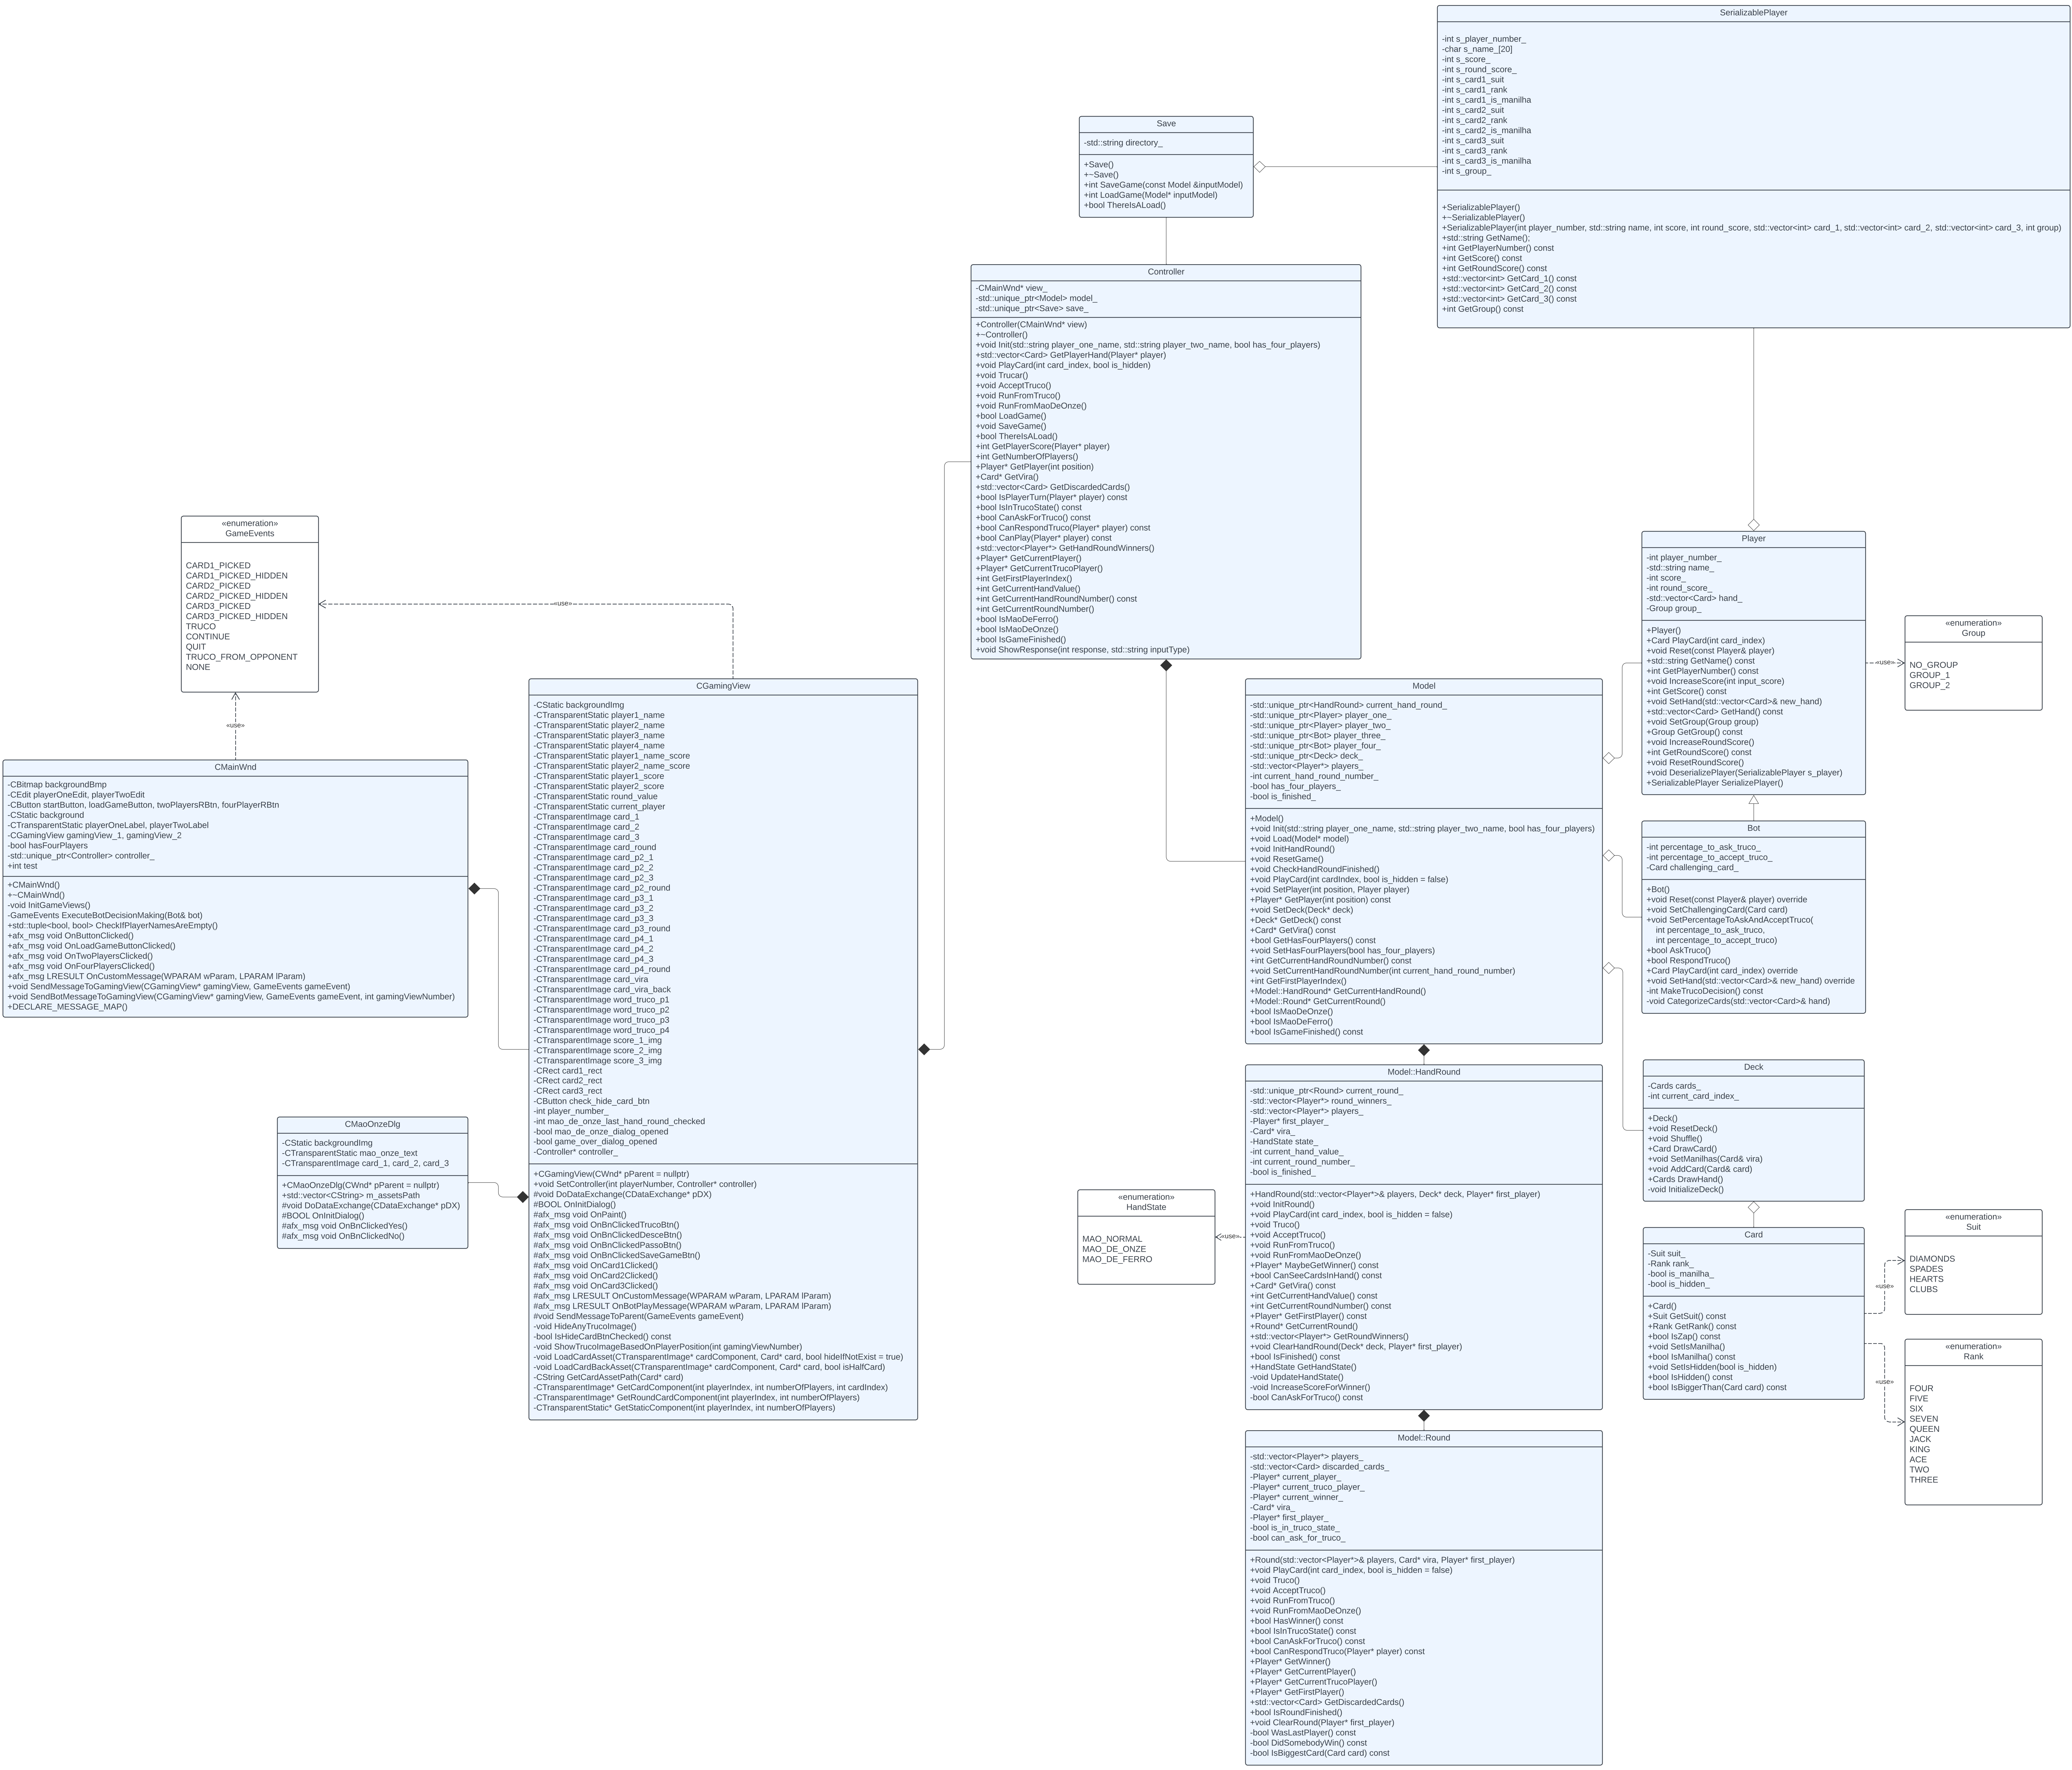 SerializablePlayer
-int s_player_number_
-char s_name_[20]
-int s_score_
-int s_round_score_
-int s_card1_suit
-int s_card1_rank
-int s_card1_is_manilha
-int s_card2_suit
-int s_card2_rank
-int s_card2_is_manilha
-int s_card3_suit
-int s_card3_rank
-int s_card3_is_manilha
-int s_group_
+SerializablePlayer()
+~SerializablePlayer()
+SerializablePlayer(int player_number, std::string name, int score, int round_score, std::vector<int> card_1, std::vector<int> card_2, std::vector<int> card_3, int group)
+std::string GetName();
+int GetPlayerNumber() const
+int GetScore() const
+int GetRoundScore() const
+std::vector<int> GetCard_1() const
+std::vector<int> GetCard_2() const
+std::vector<int> GetCard_3() const
+int GetGroup() const
Save
-std::string directory_
+Save()
+~Save()
+int SaveGame(const Model &inputModel)
+int LoadGame(Model* inputModel)
+bool ThereIsALoad()
Controller
-CMainWnd* view_
-std::unique_ptr<Model> model_
-std::unique_ptr<Save> save_
+Controller(CMainWnd* view)
+~Controller()
+void Init(std::string player_one_name, std::string player_two_name, bool has_four_players)
+std::vector<Card> GetPlayerHand(Player* player)
+void PlayCard(int card_index, bool is_hidden)
+void Trucar()
+void AcceptTruco()
+void RunFromTruco()
+void RunFromMaoDeOnze()
+bool LoadGame()
+void SaveGame()
+bool ThereIsALoad()
+int GetPlayerScore(Player* player)
+int GetNumberOfPlayers()
+Player* GetPlayer(int position)
+Card* GetVira()
+std::vector<Card> GetDiscardedCards()
+bool IsPlayerTurn(Player* player) const
+bool IsInTrucoState() const
+bool CanAskForTruco() const
+bool CanRespondTruco(Player* player) const
+bool CanPlay(Player* player) const
+std::vector<Player*> GetHandRoundWinners()
+Player* GetCurrentPlayer()
+Player* GetCurrentTrucoPlayer()
+int GetFirstPlayerIndex()
+int GetCurrentHandValue()
+int GetCurrentHandRoundNumber() const
+int GetCurrentRoundNumber()
+bool IsMaoDeFerro()
+bool IsMaoDeOnze()
+bool IsGameFinished()
+void ShowResponse(int response, std::string inputType)
«enumeration»
GameEvents
CARD1_PICKED
CARD1_PICKED_HIDDEN
CARD2_PICKED
CARD2_PICKED_HIDDEN
CARD3_PICKED
CARD3_PICKED_HIDDEN
TRUCO
CONTINUE
QUIT
TRUCO_FROM_OPPONENT
NONE
«use»
«use»
CMainWnd
-CBitmap backgroundBmp
-CEdit playerOneEdit, playerTwoEdit
-CButton startButton, loadGameButton, twoPlayersRBtn, fourPlayerRBtn
-CStatic background
-CTransparentStatic playerOneLabel, playerTwoLabel
-CGamingView gamingView_1, gamingView_2
-bool hasFourPlayers
-std::unique_ptr<Controller> controller_
+int test
+CMainWnd()
+~CMainWnd()
-void InitGameViews()
-GameEvents ExecuteBotDecisionMaking(Bot& bot)
+std::tuple<bool, bool> CheckIfPlayerNamesAreEmpty()
+afx_msg void OnButtonClicked()
+afx_msg void OnLoadGameButtonClicked()
+afx_msg void OnTwoPlayersClicked()
+afx_msg void OnFourPlayersClicked()
+afx_msg LRESULT OnCustomMessage(WPARAM wParam, LPARAM lParam)
+void SendMessageToGamingView(CGamingView* gamingView, GameEvents gameEvent)
+void SendBotMessageToGamingView(CGamingView* gamingView, GameEvents gameEvent, int gamingViewNumber)
+DECLARE_MESSAGE_MAP()
CMaoOnzeDlg
-CStatic backgroundImg
-CTransparentStatic mao_onze_text
-CTransparentImage card_1, card_2, card_3
+CMaoOnzeDlg(CWnd* pParent = nullptr)
+std::vector<CString> m_assetsPath
#void DoDataExchange(CDataExchange* pDX)
#BOOL OnInitDialog()
#afx_msg void OnBnClickedYes()
#afx_msg void OnBnClickedNo()
CGamingView
-CStatic backgroundImg
-CTransparentStatic player1_name
-CTransparentStatic player2_name
-CTransparentStatic player3_name
-CTransparentStatic player4_name
-CTransparentStatic player1_name_score
-CTransparentStatic player2_name_score
-CTransparentStatic player1_score
-CTransparentStatic player2_score
-CTransparentStatic round_value
-CTransparentStatic current_player
-CTransparentImage card_1
-CTransparentImage card_2
-CTransparentImage card_3
-CTransparentImage card_round
-CTransparentImage card_p2_1
-CTransparentImage card_p2_2
-CTransparentImage card_p2_3
-CTransparentImage card_p2_round
-CTransparentImage card_p3_1
-CTransparentImage card_p3_2
-CTransparentImage card_p3_3
-CTransparentImage card_p3_round
-CTransparentImage card_p4_1
-CTransparentImage card_p4_2
-CTransparentImage card_p4_3
-CTransparentImage card_p4_round
-CTransparentImage card_vira
-CTransparentImage card_vira_back
-CTransparentImage word_truco_p1
-CTransparentImage word_truco_p2
-CTransparentImage word_truco_p3
-CTransparentImage word_truco_p4
-CTransparentImage score_1_img
-CTransparentImage score_2_img
-CTransparentImage score_3_img
-CRect card1_rect
-CRect card2_rect
-CRect card3_rect
-CButton check_hide_card_btn
-int player_number_
-int mao_de_onze_last_hand_round_checked
-bool mao_de_onze_dialog_opened
-bool game_over_dialog_opened
-Controller* controller_
+CGamingView(CWnd* pParent = nullptr)
+void SetController(int playerNumber, Controller* controller)
#void DoDataExchange(CDataExchange* pDX)
#BOOL OnInitDialog()
#afx_msg void OnPaint()
#afx_msg void OnBnClickedTrucoBtn()
#afx_msg void OnBnClickedDesceBtn()
#afx_msg void OnBnClickedPassoBtn()
#afx_msg void OnBnClickedSaveGameBtn()
#afx_msg void OnCard1Clicked()
#afx_msg void OnCard2Clicked()
#afx_msg void OnCard3Clicked()
#afx_msg LRESULT OnCustomMessage(WPARAM wParam, LPARAM lParam)
#afx_msg LRESULT OnBotPlayMessage(WPARAM wParam, LPARAM lParam)
#void SendMessageToParent(GameEvents gameEvent)
-void HideAnyTrucoImage()
-bool IsHideCardBtnChecked() const
-void ShowTrucoImageBasedOnPlayerPosition(int gamingViewNumber)
-void LoadCardAsset(CTransparentImage* cardComponent, Card* card, bool hideIfNotExist = true)
-void LoadCardBackAsset(CTransparentImage* cardComponent, Card* card, bool isHalfCard)
-CString GetCardAssetPath(Card* card)
-CTransparentImage* GetCardComponent(int playerIndex, int numberOfPlayers, int cardIndex)
-CTransparentImage* GetRoundCardComponent(int playerIndex, int numberOfPlayers)
-CTransparentStatic* GetStaticComponent(int playerIndex, int numberOfPlayers)
Model
-std::unique_ptr<HandRound> current_hand_round_
-std::unique_ptr<Player> player_one_
-std::unique_ptr<Player> player_two_
-std::unique_ptr<Bot> player_three_
-std::unique_ptr<Bot> player_four_
-std::unique_ptr<Deck> deck_
-std::vector<Player*> players_
-int current_hand_round_number_
-bool has_four_players_
-bool is_finished_
+Model()
+void Init(std::string player_one_name, std::string player_two_name, bool has_four_players)
+void Load(Model* model)
+void InitHandRound()
+void ResetGame()
+void CheckHandRoundFinished()
+void PlayCard(int cardIndex, bool is_hidden = false)
+void SetPlayer(int position, Player player)
+Player* GetPlayer(int position) const
+void SetDeck(Deck* deck)
+Deck* GetDeck() const
+Card* GetVira() const
+bool GetHasFourPlayers() const
+void SetHasFourPlayers(bool has_four_players)
+int GetCurrentHandRoundNumber() const
+void SetCurrentHandRoundNumber(int current_hand_round_number)
+int GetFirstPlayerIndex()
+Model::HandRound* GetCurrentHandRound()
+Model::Round* GetCurrentRound()
+bool IsMaoDeOnze()
+bool IsMaoDeFerro()
+bool IsGameFinished() const
Model::HandRound
-std::unique_ptr<Round> current_round_
-std::vector<Player*> round_winners_
-std::vector<Player*> players_
-Player* first_player_
-Card* vira_
-HandState state_
-int current_hand_value_
-int current_round_number_
-bool is_finished_
+HandRound(std::vector<Player*>& players, Deck* deck, Player* first_player)
+void InitRound()
+void PlayCard(int card_index, bool is_hidden = false)
+void Truco()
+void AcceptTruco()
+void RunFromTruco()
+void RunFromMaoDeOnze()
+Player* MaybeGetWinner() const
+bool CanSeeCardsInHand() const
+Card* GetVira() const
+int GetCurrentHandValue() const
+int GetCurrentRoundNumber() const
+Player* GetFirstPlayer() const
+Round* GetCurrentRound()
+std::vector<Player*> GetRoundWinners()
+void ClearHandRound(Deck* deck, Player* first_player)
+bool IsFinished() const
+HandState GetHandState()
-void UpdateHandState()
-void IncreaseScoreForWinner()
-bool CanAskForTruco() const
«enumeration»
HandState
MAO_NORMAL
MAO_DE_ONZE
MAO_DE_FERRO
«use»
Model::Round
-std::vector<Player*> players_
-std::vector<Card> discarded_cards_
-Player* current_player_
-Player* current_truco_player_
-Player* current_winner_
-Card* vira_
-Player* first_player_
-bool is_in_truco_state_
-bool can_ask_for_truco_
+Round(std::vector<Player*>& players, Card* vira, Player* first_player)
+void PlayCard(int card_index, bool is_hidden = false)
+void Truco()
+void AcceptTruco()
+void RunFromTruco()
+void RunFromMaoDeOnze()
+bool HasWinner() const
+bool IsInTrucoState() const
+bool CanAskForTruco() const
+bool CanRespondTruco(Player* player) const
+Player* GetWinner()
+Player* GetCurrentPlayer()
+Player* GetCurrentTrucoPlayer()
+Player* GetFirstPlayer()
+std::vector<Card> GetDiscardedCards()
+bool IsRoundFinished()
+void ClearRound(Player* first_player)
-bool WasLastPlayer() const
-bool DidSomebodyWin() const
-bool IsBiggestCard(Card card) const
Player
-int player_number_
-std::string name_
-int score_
-int round_score_
-std::vector<Card> hand_
-Group group_
+Player()
+Card PlayCard(int card_index)
+void Reset(const Player& player)
+std::string GetName() const
+int GetPlayerNumber() const
+void IncreaseScore(int input_score)
+int GetScore() const
+void SetHand(std::vector<Card>& new_hand)
+std::vector<Card> GetHand() const
+void SetGroup(Group group)
+Group GetGroup() const
+void IncreaseRoundScore()
+int GetRoundScore() const
+void ResetRoundScore()
+void DeserializePlayer(SerializablePlayer s_player)
+SerializablePlayer SerializePlayer()
«use»
«enumeration»
Group
NO_GROUP
GROUP_1
GROUP_2
Bot
-int percentage_to_ask_truco_
-int percentage_to_accept_truco_
-Card challenging_card_
+Bot()
+void Reset(const Player& player) override
+void SetChallengingCard(Card card)
+void SetPercentageToAskAndAcceptTruco(
int percentage_to_ask_truco,
int percentage_to_accept_truco)
+bool AskTruco()
+bool RespondTruco()
+Card PlayCard(int card_index) override
+void SetHand(std::vector<Card>& new_hand) override
-int MakeTrucoDecision() const
-void CategorizeCards(std::vector<Card>& hand)
Deck
-Cards cards_
-int current_card_index_
+Deck()
+void ResetDeck()
+void Shuffle()
+Card DrawCard()
+void SetManilhas(Card& vira)
+void AddCard(Card& card)
+Cards DrawHand()
-void InitializeDeck()
Card
-Suit suit_
-Rank rank_
-bool is_manilha_
-bool is_hidden_
+Card()
+Suit GetSuit() const
+Rank GetRank() const
+bool IsZap() const
+void SetIsManilha()
+bool IsManilha() const
+void SetIsHidden(bool is_hidden)
+bool IsHidden() const
+bool IsBiggerThan(Card card) const
«use»
«use»
«enumeration»
Suit
DIAMONDS
SPADES
HEARTS
CLUBS
«enumeration»
Rank
FOUR
FIVE
SIX
SEVEN
QUEEN
JACK
KING
ACE
TWO
THREE